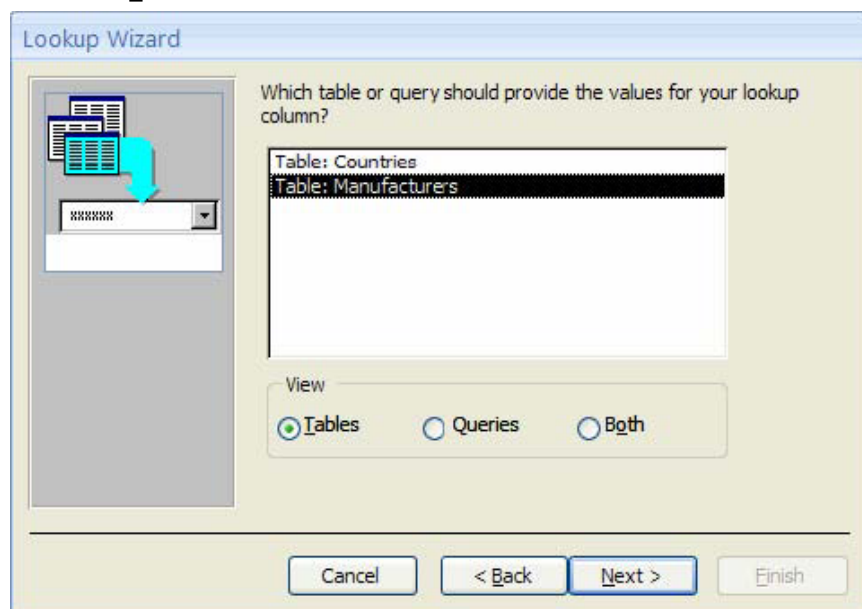 Lookup Wizard
Which table or query should provide the values for your lookup
column?
Table: Countries
Table: Manufacturers
xxxxxx
View
Tables Queries Both
Cancel < Back Next > Finish